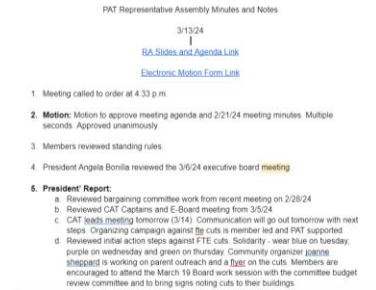 PAT Representative Assembly Minutes and Notes
3/13/24
RA Slides and Agenda Link
Electronic Motion Form Link
1. Meeting called to order at 4:33 p.m.
2. Motion: Motion to approve meeting agenda and 2/21/24 meeting minutes. Multiple
seconds. Approved unanimously.
3. Members reviewed standing rules.
4. President Angela Bonilla reviewed the 3/6/24 executive board meeting
5. President' Report:
a. Reviewed bargaining committee work from recent meeting on 2/28/24
b. Reviewed CAT Captains and E-Board meeting from 3/5/24
c. CAT leads meeting tomorrow (3/14). Communication will go out tomorrow with next
steps. Organizing campaign against fte cuts is member led and PAT supported.
d. Reviewed initial action steps against FTE cuts. Solidarity - wear blue on tuesday,
purple on wednesday and green on thursday. Community organizer joanne
sheppard is working on parent outreach and a flyer on the cuts. Members are
encouraged to attend the March 19 Board work session with the committee budget
review committee and to bring signs noting cuts to their buildings.